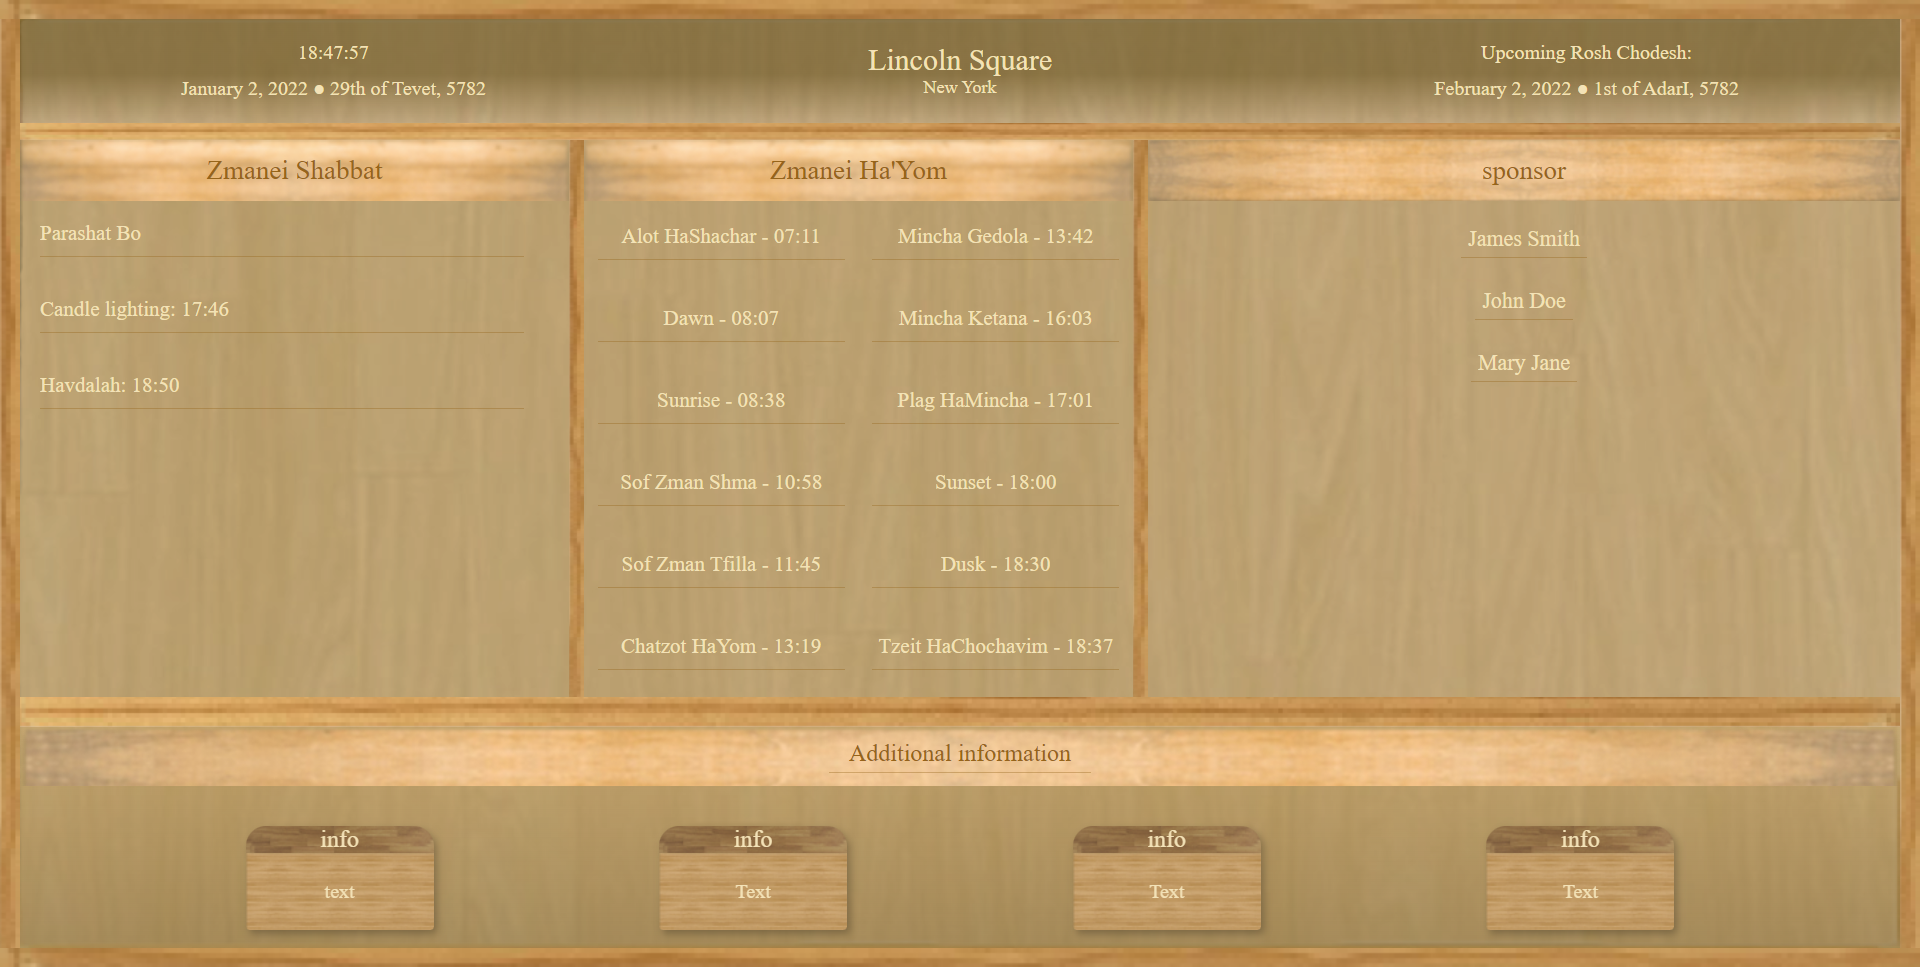 18:47:57
January 2, 2022 ● 29th of Tevet, 5782
Lincoln Square
New York
Upcoming Rosh Chodesh:
February 2, 2022 ● 1st of AdarI, 5782
Zmanei Shabbat
Parashat Bo
Candle lighting: 17:46
Havdalah: 18:50
Zmanei Ha'Yom
Alot HaShachar - 07:11
Dawn - 08:07
Sunrise - 08:38
Sof Zman Shma - 10:58
Sof Zman Tfilla - 11:45
Chatzot HaYom - 13:19
Mincha Gedola - 13:42
Mincha Ketana - 16:03
Plag HaMincha - 17:01
Sunset - 18:00
Dusk - 18:30
Tzeit HaChochavim - 18:37
sponsor
James Smith
John Doe
Mary Jane
Additional information
info
text
info
Text
info
Text
info
Text